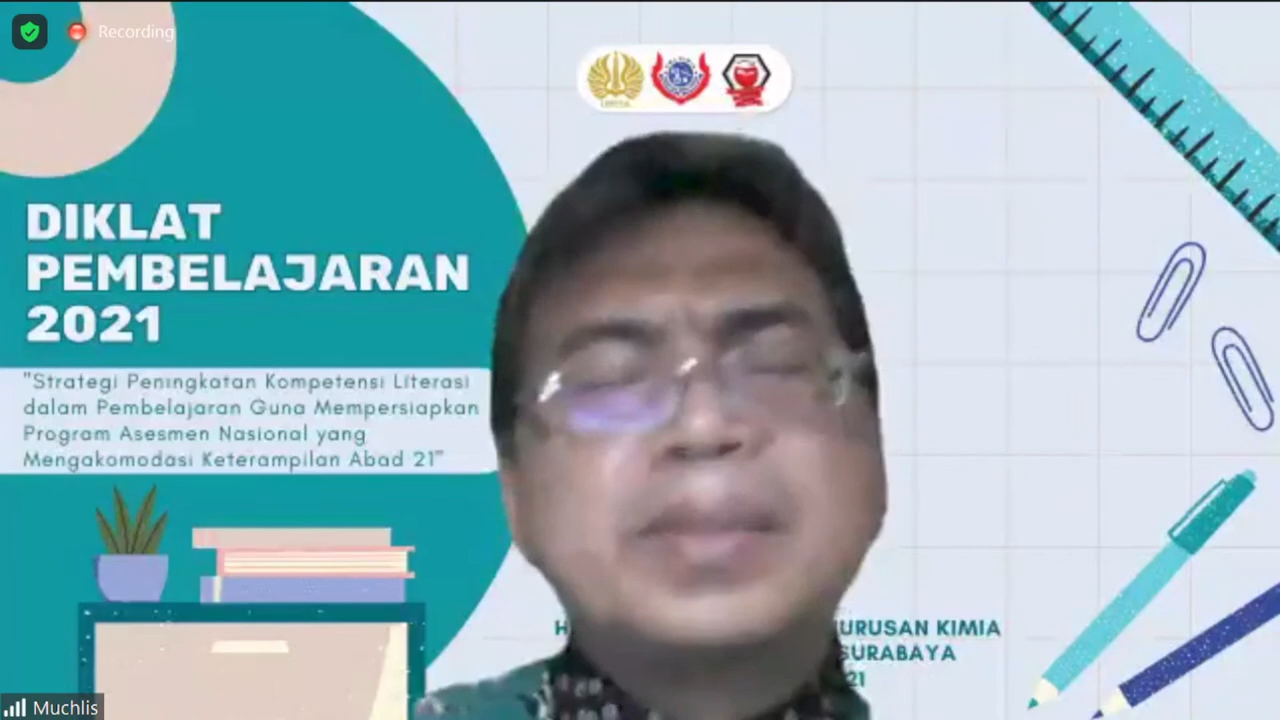 Recording
DIKLAT
PEMBELAJARAN
2021
"Strategi Peningkatan Kompetensi Literasi
dalam Pembelajaran Guna Mempersiapkan
Program Asesmen Nasional yang
Mengakomodasi Keterampilan Abad 21"
URUSAN KIMIA
SURABAYA
21
Muchlis